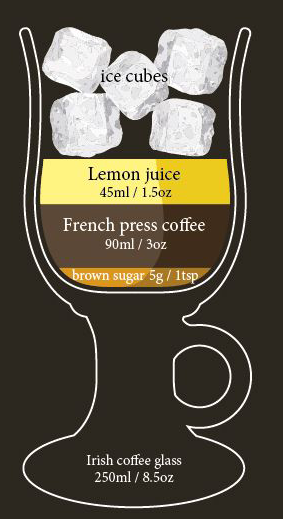 ice cubes
Lemon juice
45ml / 1.5oz
French press coffee
90ml / 3oz
brown sugar 5g / 1tsp
Irish coffee glass
250ml / 8.5oz